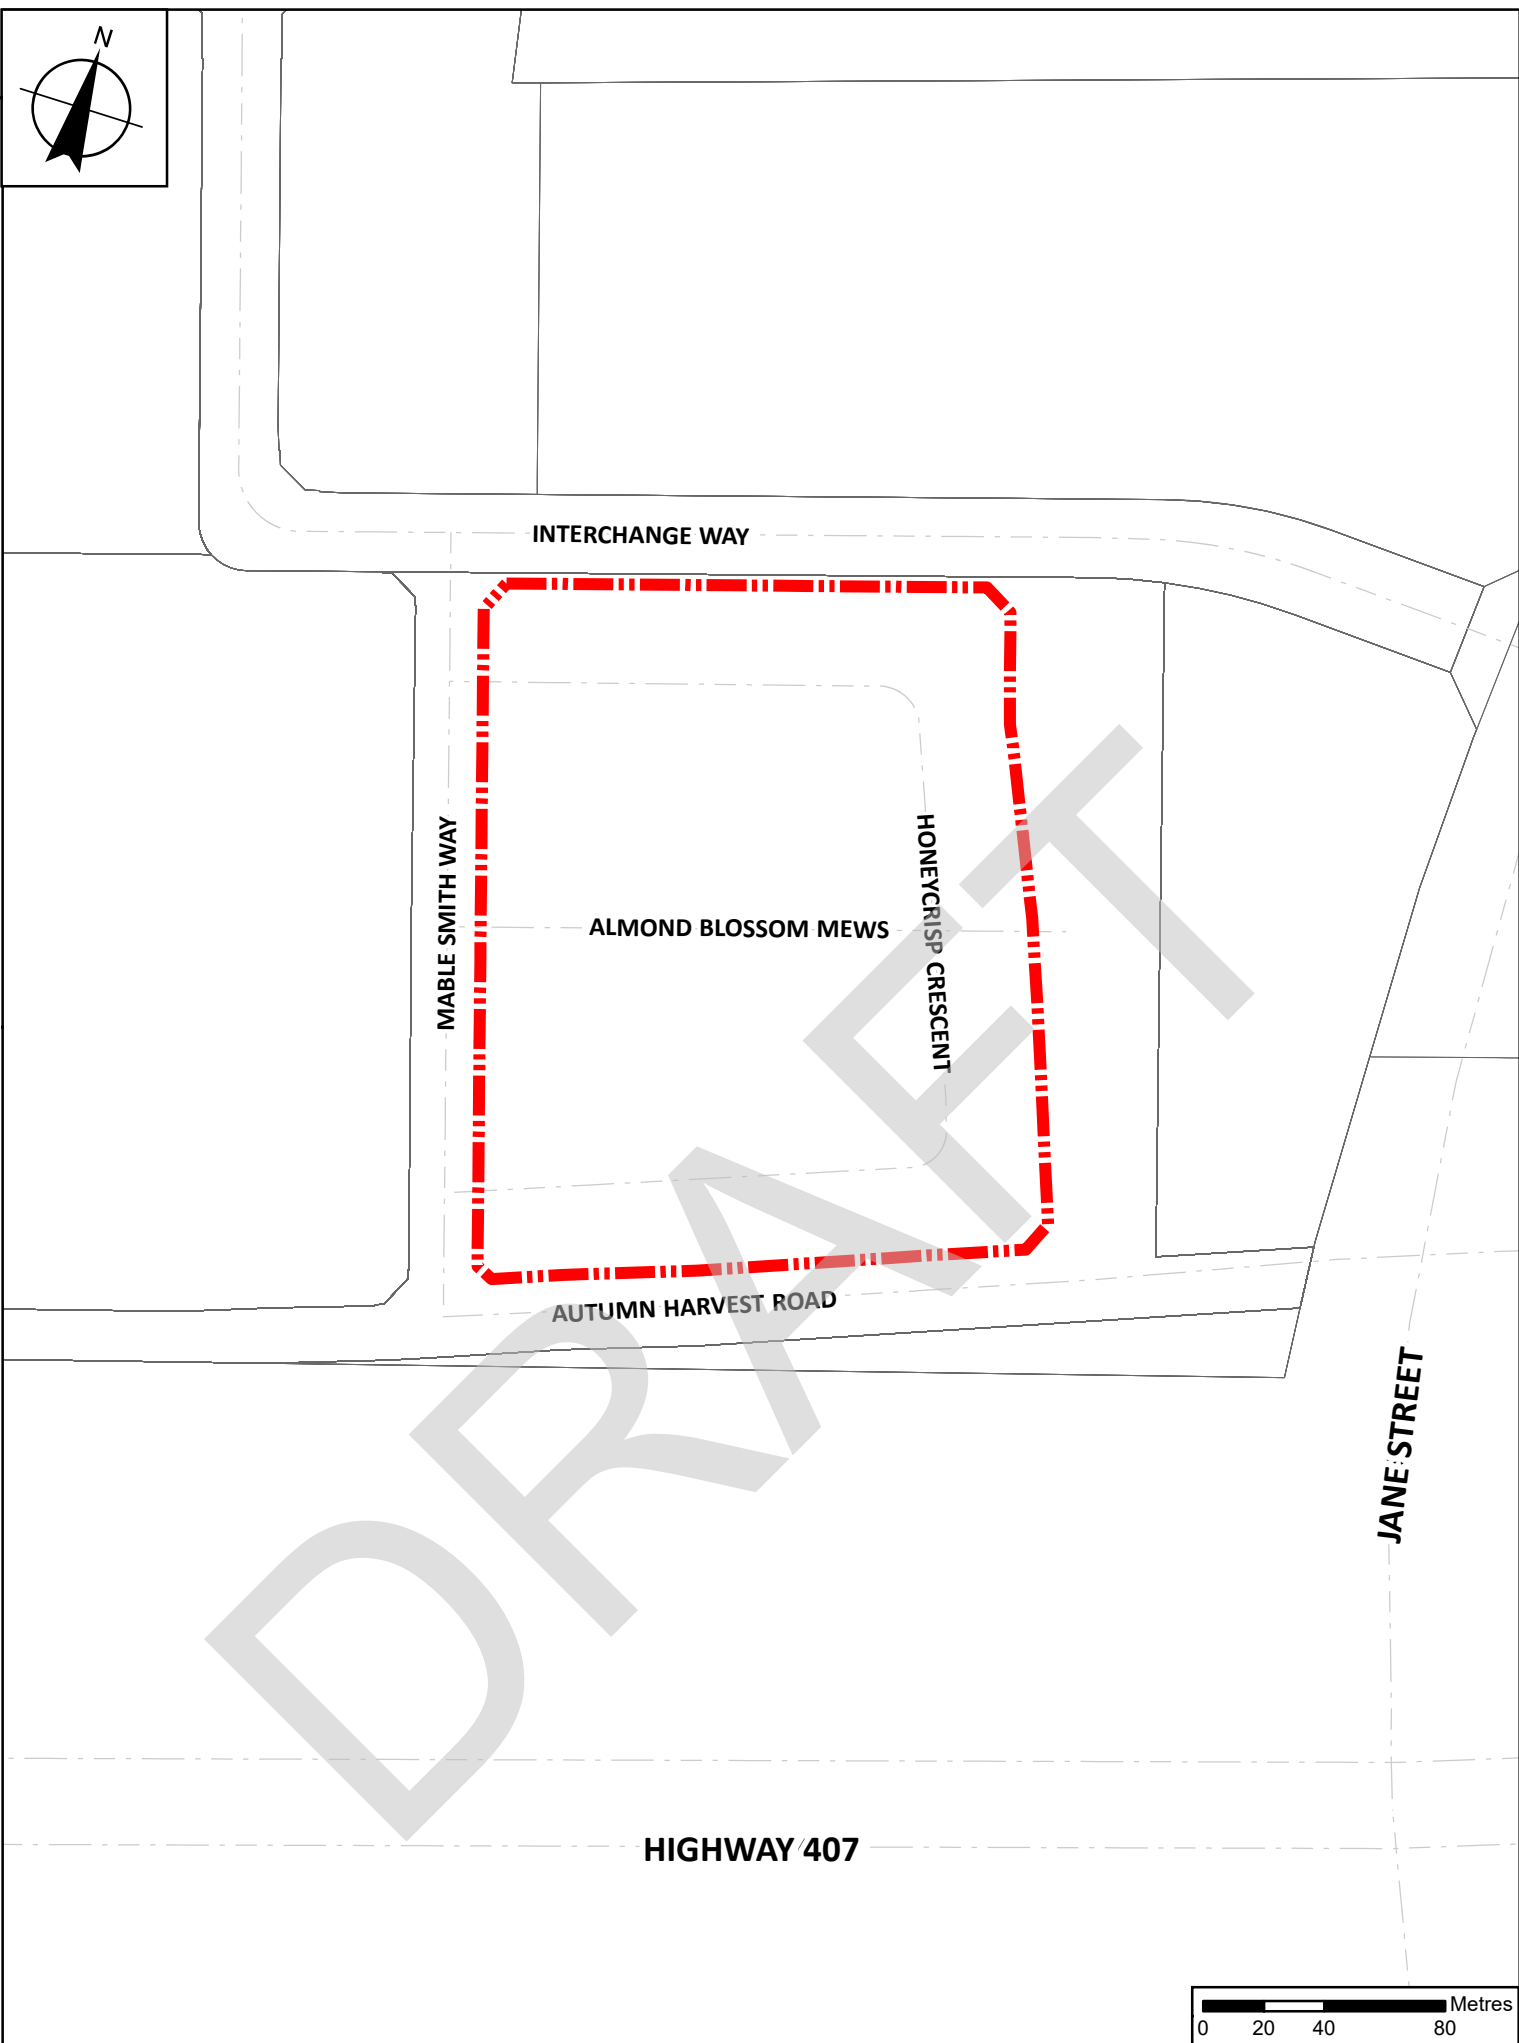 N
INTERCHANGE WAY
MABLE SMITH WAY
HONEYCRISP CRESCENT
ALMOND BLOSSOM MEWS
AUTUMN HARVEST ROAD
JANE STREET
DRAFT
HIGHWAY 407
Metres
0 20 40 80